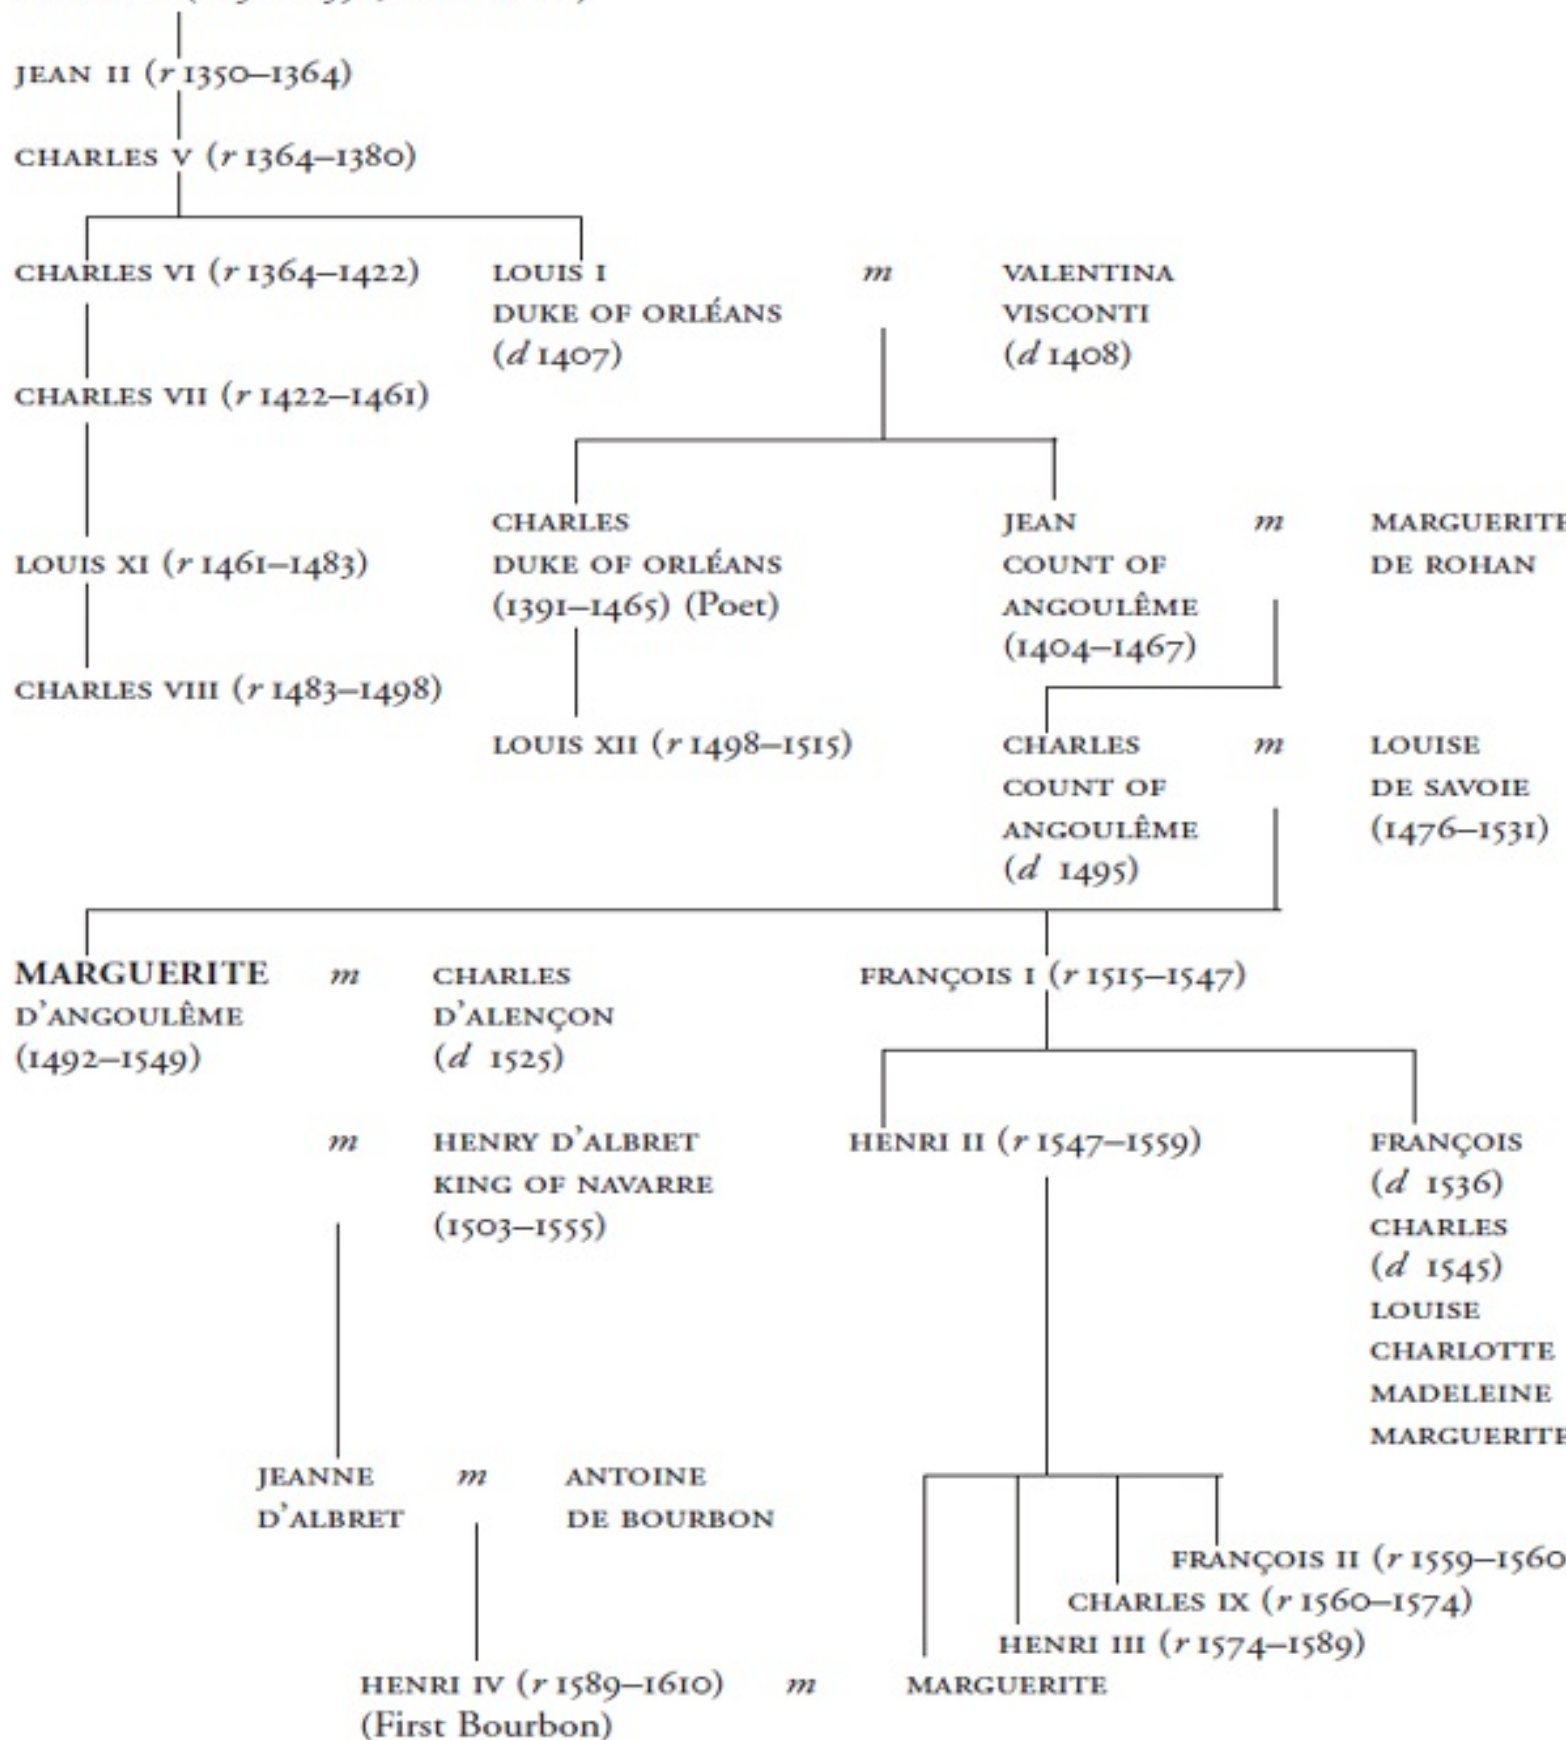 JEAN II (r 1350–1364)
CHARLES V (r 1364–1380)
CHARLES VI (r 1364–1422)
LOUIS I
DUKE OF ORLÉANS
(d 1407)
m
VALENTINA
VISCONTI
(d 1408)
CHARLES VII (r 1422–1461)
CHARLES
DUKE OF ORLÉANS
(1391–1465) (Poet)
JEAN
COUNT OF
ANGOULÊME
(1404–1467)
m
MARGUERITE
DE ROHAN
LOUIS XI (r 1461–1483)
CHARLES VIII (r 1483–1498)
LOUIS XII (r 1498–1515)
CHARLES
COUNT OF
ANGOULÊME
(d 1495)
m
LOUISE
DE SAVOIE
(1476–1531)
MARGUERITE
D’ANGOULÊME
(1492–1549)
m
CHARLES
D’ALENÇON
(d 1525)
FRANÇOIS I (r 1515–1547)
m
HENRY D’ALBRET
KING OF NAVARRE
(1503–1555)
HENRI II (r 1547–1559)
FRANÇOIS
(d 1536)
CHARLES
(d 1545)
LOUISE
CHARLOTTE
MADELEINE
MARGUERITE
JEANNE
D’ALBRET
m
ANTOINE
DE BOURBON
FRANÇOIS II (r 1559–1560
CHARLES IX (r 1560–1574)
HENRI III (r 1574–1589)
HENRI IV (r 1589–1610)
(First Bourbon)
m
MARGUERITE